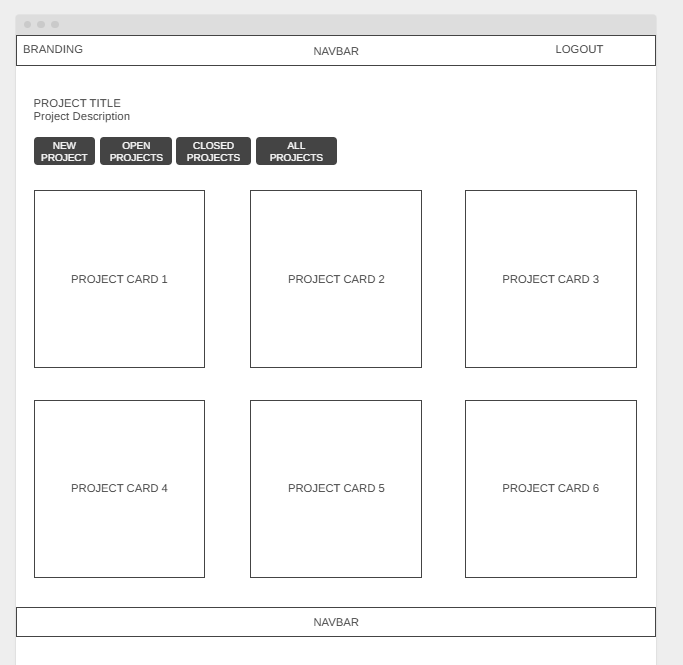 BRANDING NAVBAR LOGOUT
PROJECT TITLE
Project Description
NEW PROJECT
OPEN PROJECTS
CLOSED PROJECTS
ALL PROJECTS
PROJECT CARD 1
PROJECT CARD 2
PROJECT CARD 3
PROJECT CARD 4
PROJECT CARD 5
PROJECT CARD 6
NAVBAR